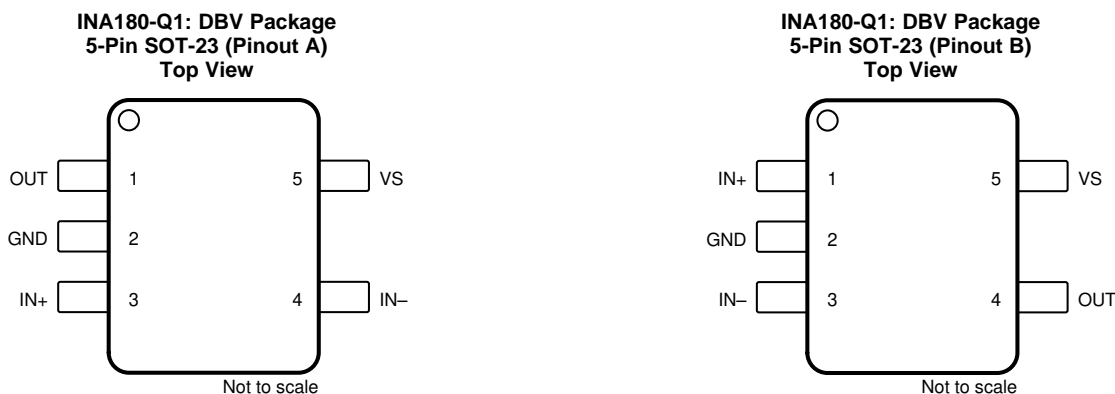 INA180-Q1: DBV Package
5-Pin SOT-23 (Pinout A)
Top View
OUT 1 5 VS
GND 2
IN+ 3 4 IN–
Not to scale
INA180-Q1: DBV Package
5-Pin SOT-23 (Pinout B)
Top View
IN+ 1 5 VS
GND 2
IN– 3 4 OUT
Not to scale